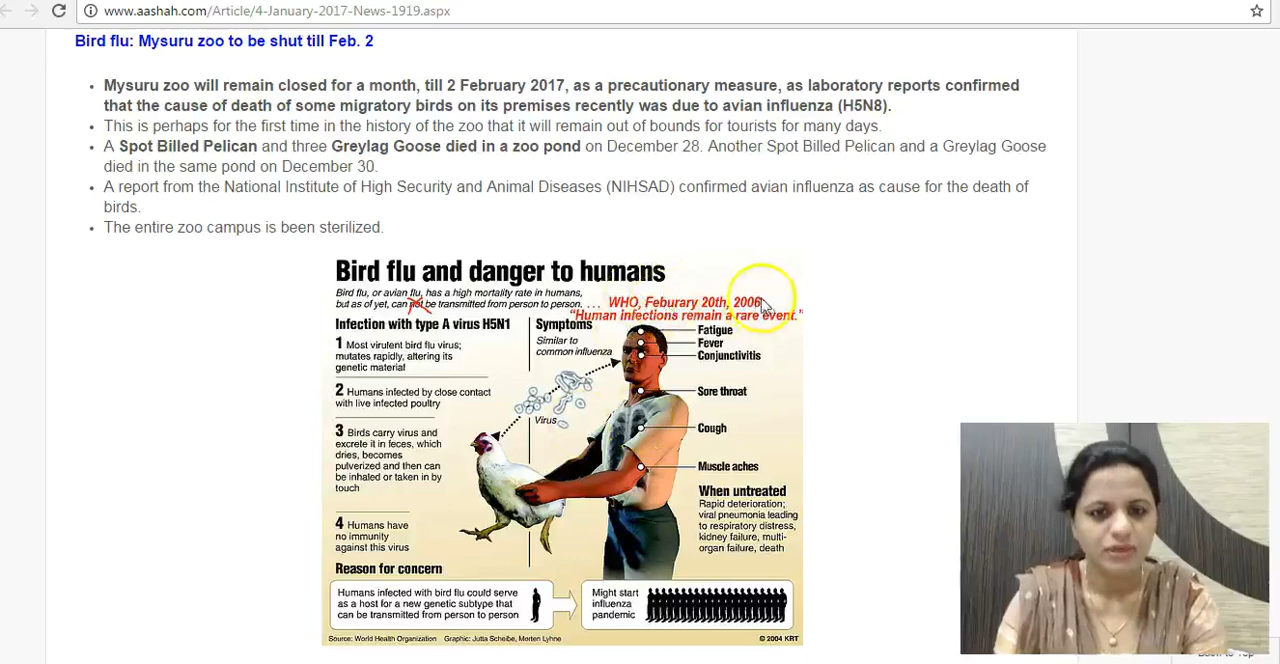 www.aashah.com/Article/4-January-2017-News-1919.aspx
Bird flu: Mysuru zoo to be shut till Feb. 2
Mysuru zoo will remain closed for a month, till 2 February 2017, as a precautionary measure, as laboratory reports confirmed
that the cause of death of some migratory birds on its premises recently was due to avian influenza (H5N8).
This is perhaps for the first time in the history of the zoo that it will remain out of bounds for tourists for many days.
A Spot Billed Pelican and three Greylag Goose died in a zoo pond on December 28. Another Spot Billed Pelican and a Greylag Goose
died in the same pond on December 30.
A report from the National Institute of High Security and Animal Diseases (NIHSAD) confirmed avian influenza as cause for the death of
birds.
The entire zoo campus is been sterilized.
Bird flu and danger to humans
Bird flu, or avian flu, has a high mortality rate in humans,
but as of yet, can not be transmitted from person to person. . . .
WHO, Feburary 20th, 2006
"Human infections remain a rare event."
Infection with type A virus H5N1
1 Most virulent bird flu virus;
mutates rapidly, altering its
genetic material
2 Humans infected by close contact
with live infected poultry
3 Birds carry virus and
excrete it in feces, which
dries, becomes
pulverized and then can
be inhaled or taken in by
touch
4 Humans have
no immunity
against this virus
Symptoms
Similar to
common influenza
Virus
Fatigue
Fever
Conjunctivitis
Sore throat
Cough
Muscle aches
When untreated
Rapid deterioration;
viral pneumonia leading
to respiratory distress,
kidney failure, multi-
organ failure, death
Reason for concern
Humans infected with bird flu could serve
as a host for a new genetic subtype that
can be transmitted from person to person
Might start
influenza
pandemic
Source: World Health Organization Graphic: Jutta Scheibe, Morten Lyhne
© 2004 KRT